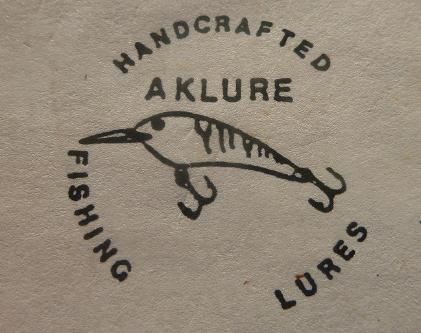 HANDCRAFTED
AKLURE
FISHING
LURES